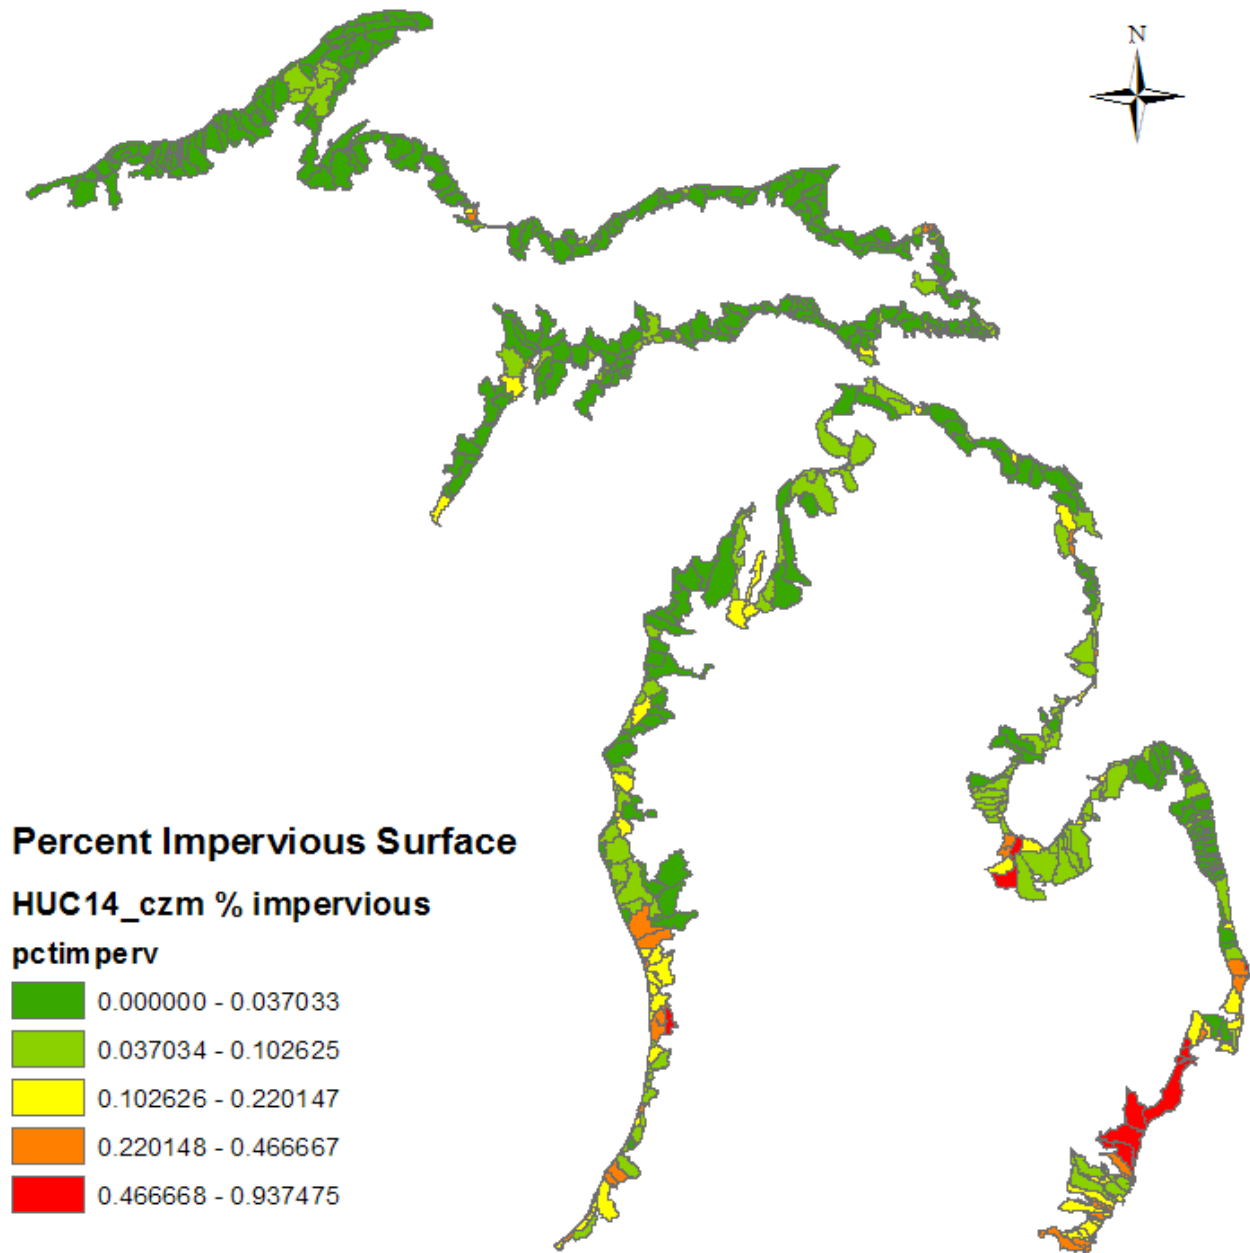 N
Percent Impervious Surface
HUC14_czm % impervious
pctimperv
0.000000 - 0.037033
0.037034 - 0.102625
0.102626 - 0.220147
0.220148 - 0.466667
0.466668 - 0.937475